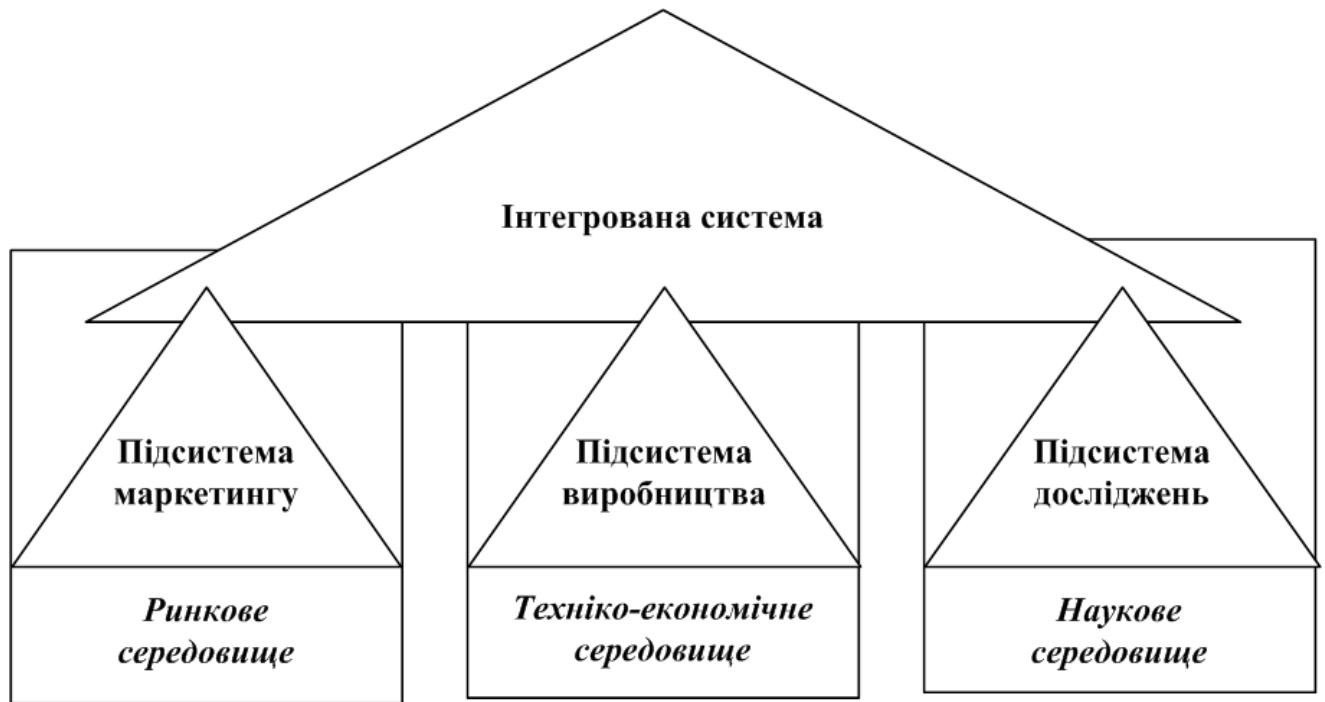 Інтегрована система
Підсистема
маркетингу
Підсистема
виробництва
Підсистема
досліджень
Ринкове
середовище
Техніко-економічне
середовище
Наукове
середовище